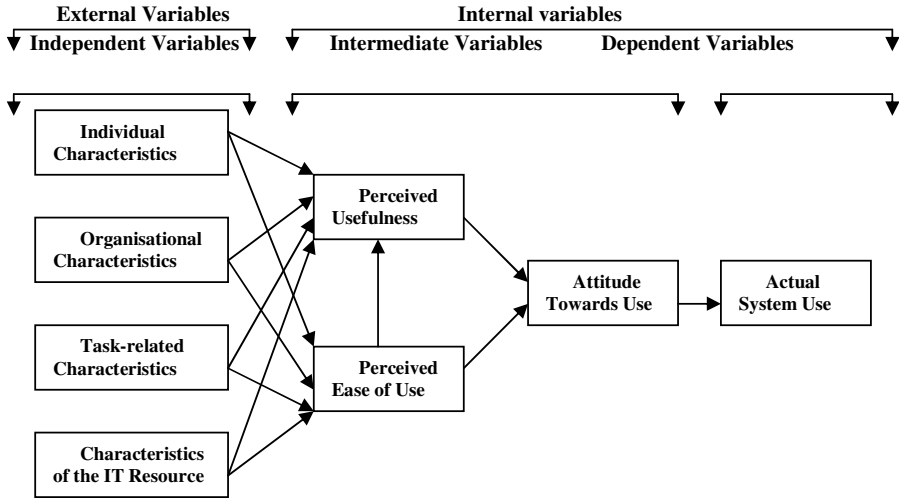 External Variables
Internal variables
Independent Variables
Intermediate Variables
Dependent Variables
Individual
Characteristics
Organisational
Characteristics
Task-related
Characteristics
Characteristics
of the IT Resource
Perceived
Usefulness
Perceived
Ease of Use
Attitude
Towards Use
Actual
System Use